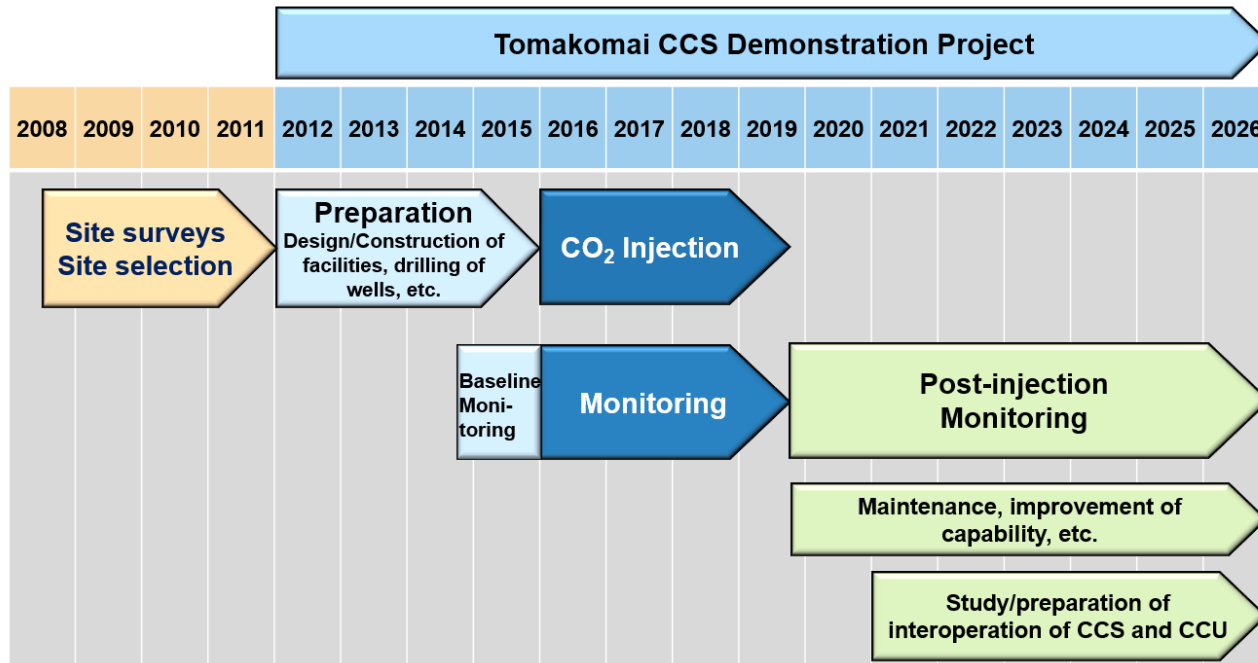 Tomakomai CCS Demonstration Project
2008 2009 2010 2011 2012 2013 2014 2015 2016 2017 2018 2019 2020 2021 2022 2023 2024 2025 2026
Site surveys
Site selection
Preparation
Design/Construction of
facilities, drilling of
wells, etc.
CO₂ Injection
Baseline
Moni-
toring
Monitoring
Post-injection
Monitoring
Maintenance, improvement of
capability, etc.
Study/preparation of
interoperation of CCS and CCU